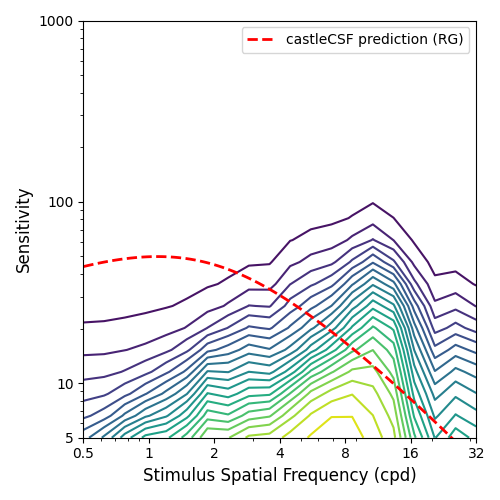 1000
castleCSF prediction (RG)
100
Sensitivity
10
5
0.5 1 2 4 8 16 32
Stimulus Spatial Frequency (cpd)